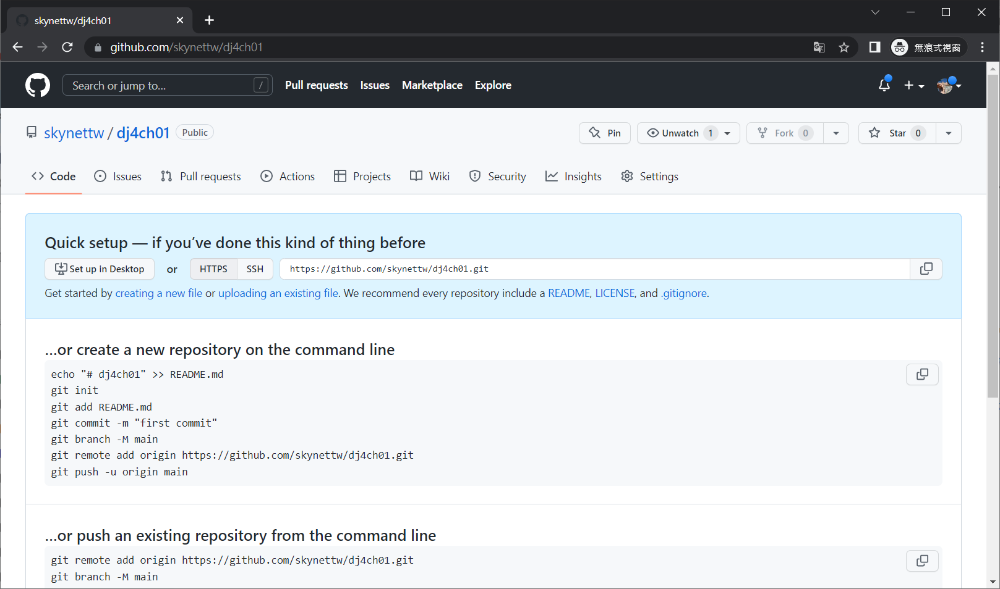 skynettw/dj4ch01
github.com/skynettw/dj4ch01
無痕式視窗
Search or jump to... /
Pull requests Issues Marketplace Explore
skynettw / dj4ch01 Public
Pin Unwatch 1 Fork 0 Star 0
Code Issues Pull requests Actions Projects Wiki Security Insights Settings
Quick setup — if you’ve done this kind of thing before
Set up in Desktop or HTTPS SSH https://github.com/skynettw/dj4ch01.git
Get started by creating a new file or uploading an existing file. We recommend every repository include a README, LICENSE, and .gitignore.
…or create a new repository on the command line
echo "# dj4ch01" >> README.md
git init
git add README.md
git commit -m "first commit"
git branch -M main
git remote add origin https://github.com/skynettw/dj4ch01.git
git push -u origin main
…or push an existing repository from the command line
git remote add origin https://github.com/skynettw/dj4ch01.git
git branch -M main